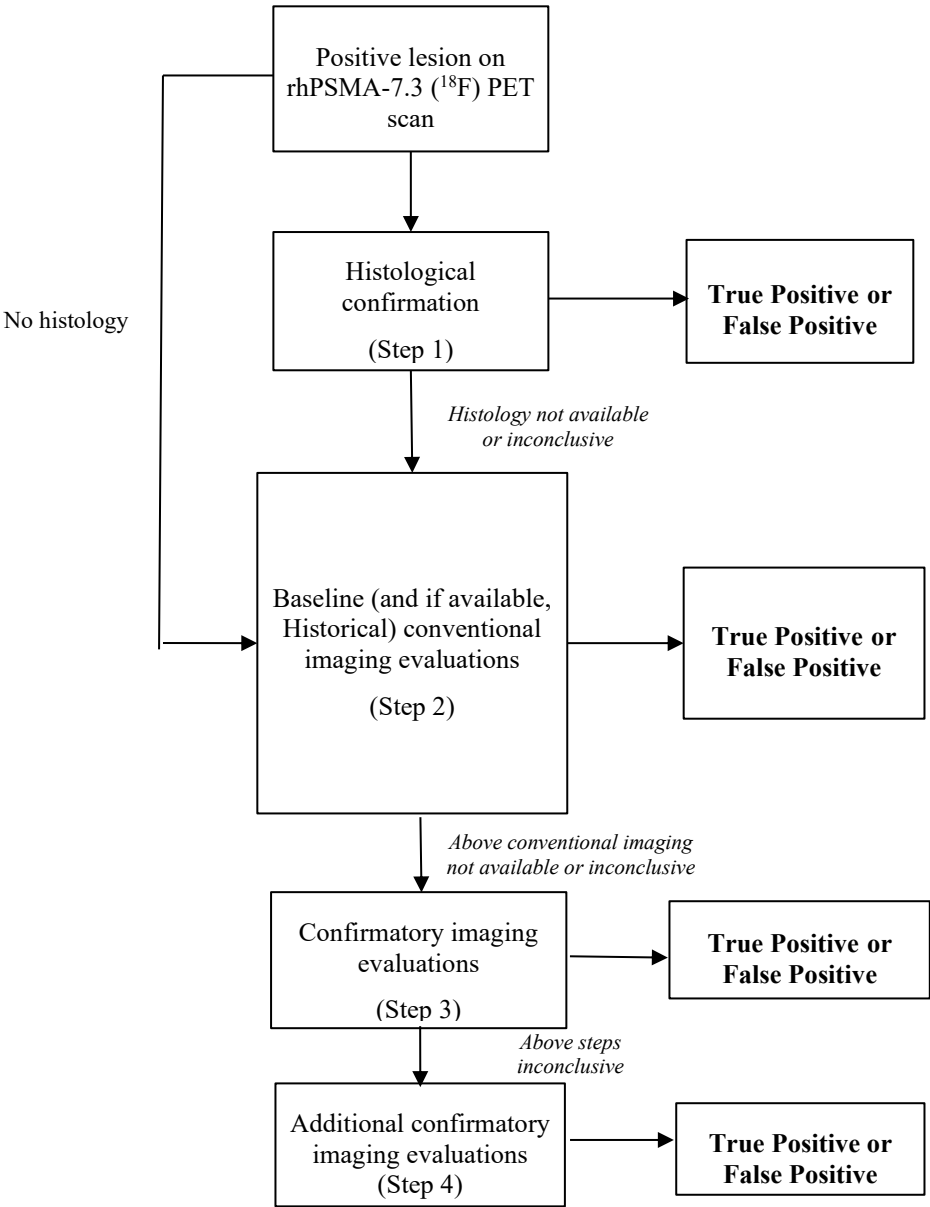 Positive lesion on
rhPSMA-7.3 (¹⁸F) PET
scan
Histological
confirmation
(Step 1)
True Positive or
False Positive
No histology
Histology not available
or inconclusive
Baseline (and if available,
Historical) conventional
imaging evaluations
(Step 2)
True Positive or
False Positive
Above conventional imaging
not available or inconclusive
Confirmatory imaging
evaluations
(Step 3)
True Positive or
False Positive
Above steps
inconclusive
Additional confirmatory
imaging evaluations
(Step 4)
True Positive or
False Positive